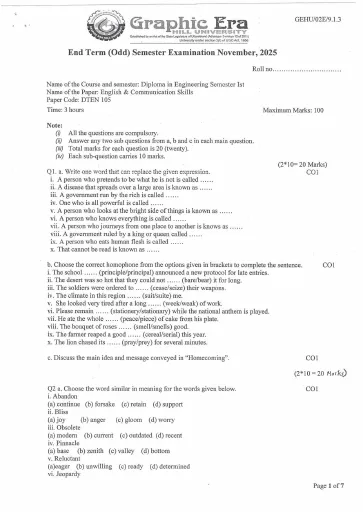 GEHU/02E/9.1.3
Graphic Era
HILL UNIVERSITY
End Term (Odd) Semester Examination November, 2025
Roll no..............................
Name of the Course and semester: Diploma in Engineering Semester Ist
Name of the Paper: English & Communication Skills
Paper Code: DTEN 105
Time: 3 hours Maximum Marks: 100
Note:
(i) All the questions are compulsory.
(ii) Answer any two sub questions from a, b and c in each main question.
(iii) Total marks for each question is 20 (twenty).
(iv) Each sub-question carries 10 marks.
(2*10= 20 Marks)
Q1. a. Write one word that can replace the given expression. CO1
i. A person who pretends to be what he is not is called ......
ii. A disease that spreads over a large area is known as ......
iii. A government run by the rich is called ......
iv. One who is all powerful is called ......
v. A person who looks at the bright side of things is known as ......
vi. A person who knows everything is called ......
vii. A person who journeys from one place to another is known as ......
viii. A government ruled by a king or queen called ......
ix. A person who eats human flesh is called ......
x. That cannot be read is known as ......
b. Choose the correct homophone from the options given in brackets to complete the sentence. CO1
i. The school ...... (principle/principal) announced a new protocol for late entries.
ii. The desert was so hot that they could not ...... (bare/bear) it for long.
iii. The soldiers were ordered to ...... (cease/seize) their weapons.
iv. The climate in this region ...... (suit/suite) me.
v. She looked very tired after a long ...... (week/weak) of work.
vi. Please remain ...... (stationery/stationary) while the national anthem is played.
vii. He ate the whole ...... (peace/piece) of cake from his plate.
viii. The bouquet of roses ...... (smell/smells) good.
ix. The farmer reaped a good ...... (cereal/serial) this year.
x. The lion chased its ...... (pray/prey) for several minutes.
c. Discuss the main idea and message conveyed in "Homecoming". CO1
(2*10 = 20 Marks)
Q2 a. Choose the word similar in meaning for the words given below. CO1
i. Abandon
(a) continue (b) forsake (c) retain (d) support
ii. Bliss
(a) joy (b) anger (c) gloom (d) worry
iii. Obsolete
(a) modern (b) current (c) outdated (d) recent
iv. Pinnacle
(a) base (b) zenith (c) valley (d) bottom
v. Reluctant
(a)eager (b) unwilling (c) ready (d) determined
vi. Jeopardy
Page 1 of 7